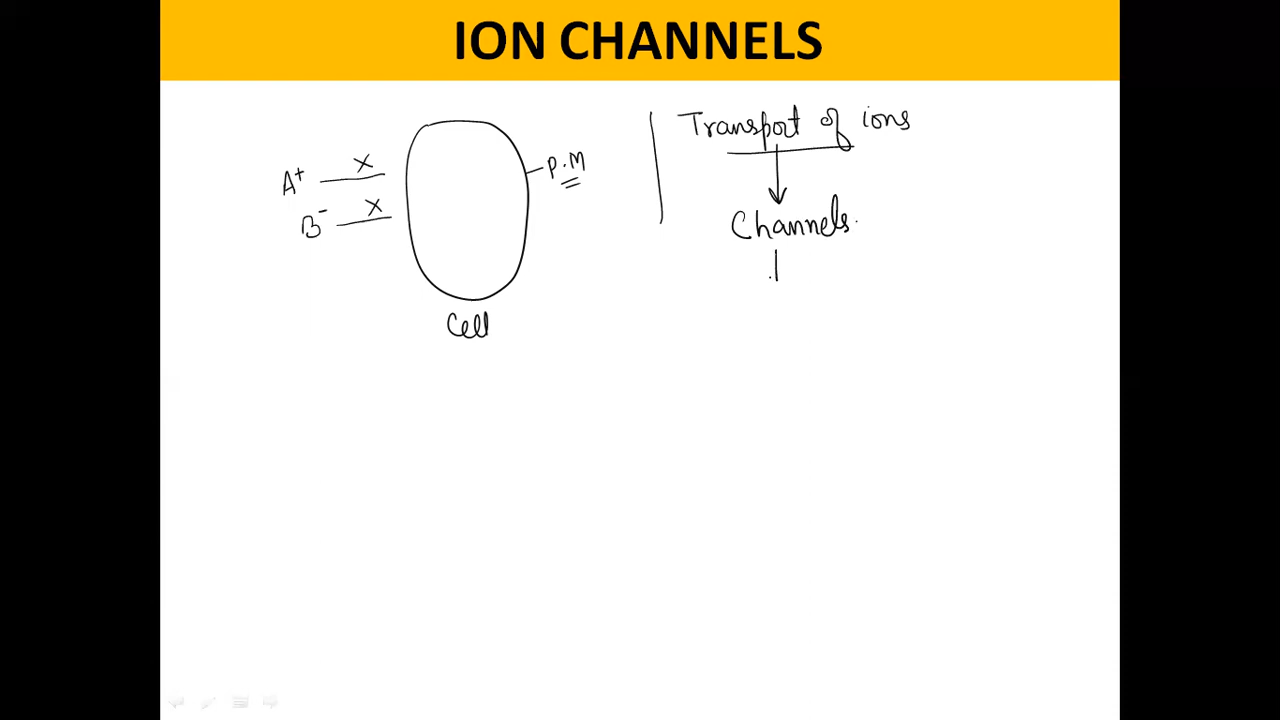 ION CHANNELS
Transport of ions
A+ X
P.M
B- X
Channels.
Cell